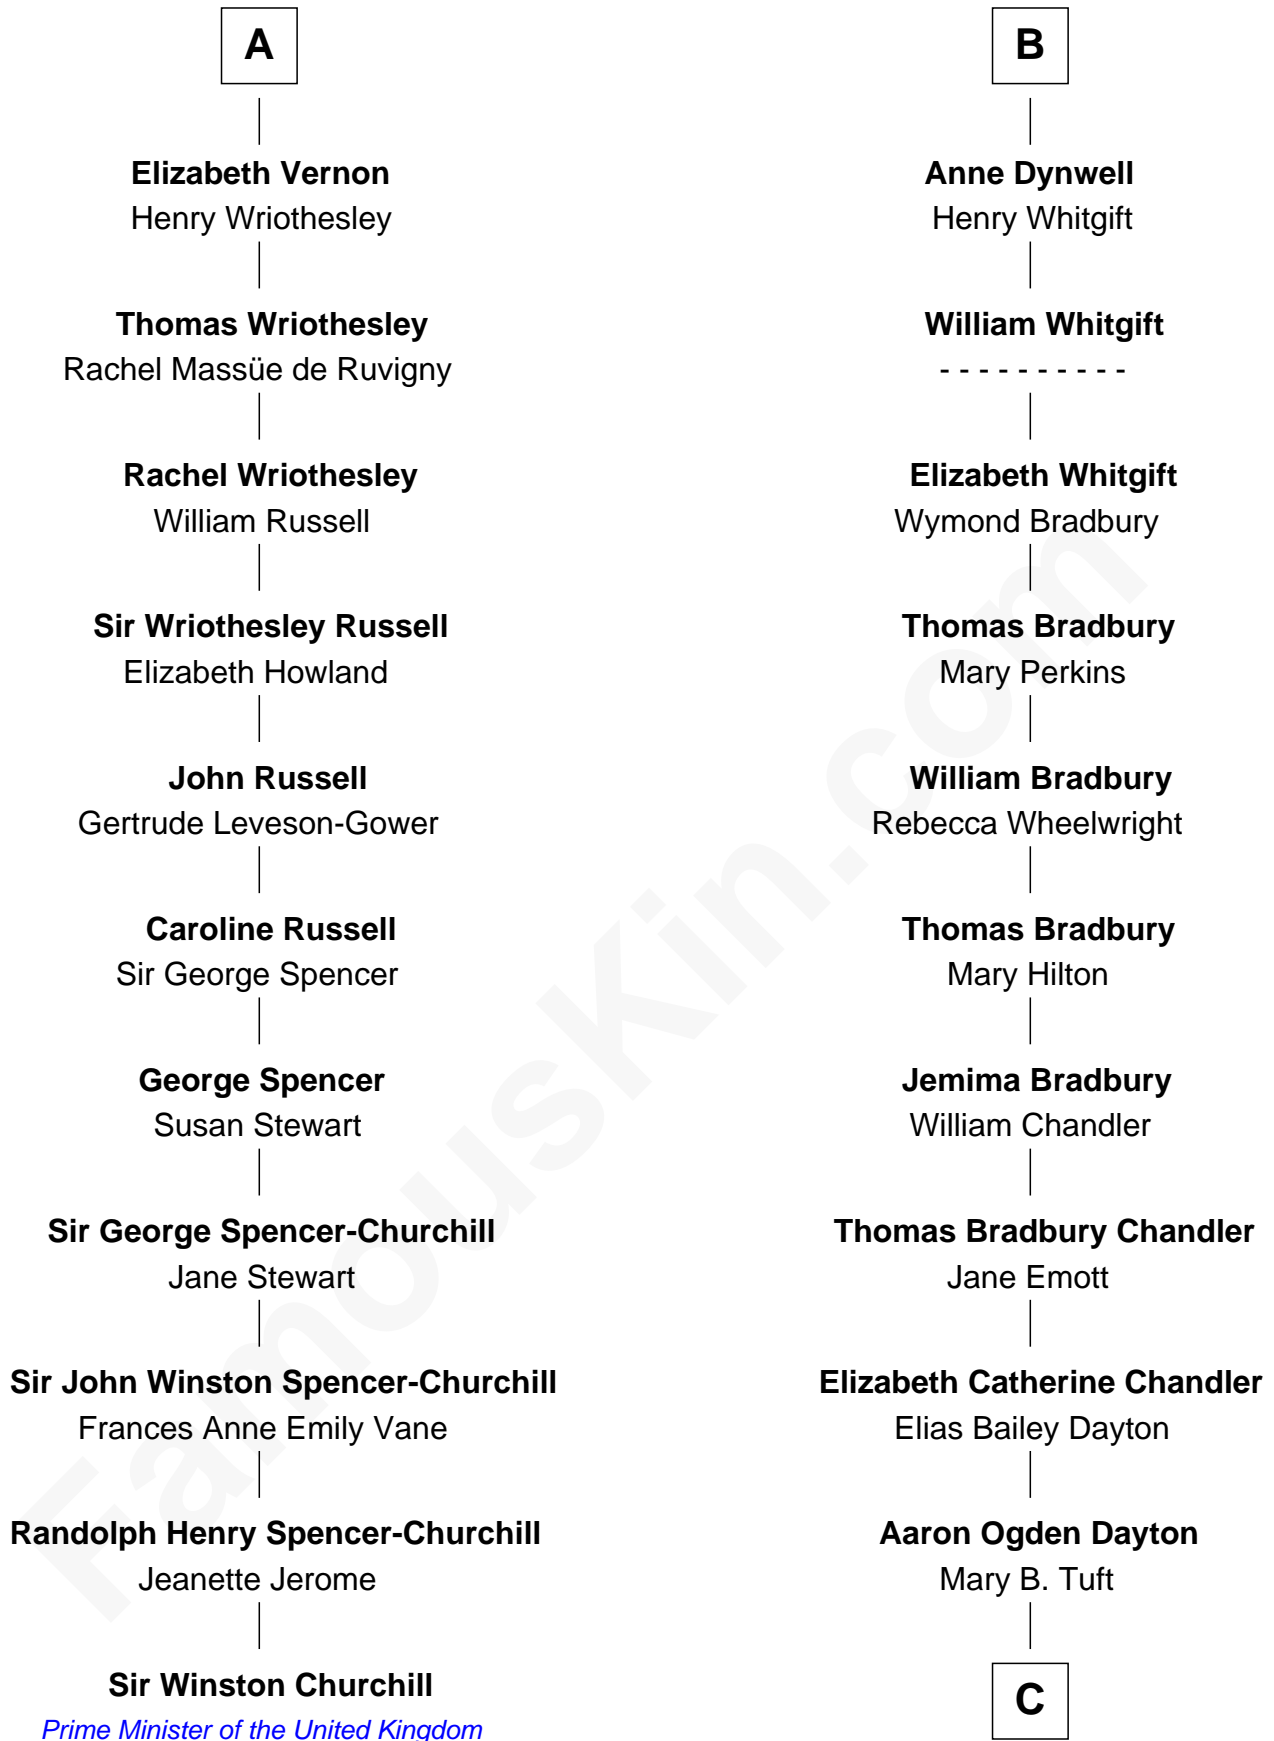 A
Elizabeth Vernon
Henry Wriothesley
Thomas Wriothesley
Rachel Massüe de Ruvigny
Rachel Wriothesley
William Russell
Sir Wriothesley Russell
Elizabeth Howland
John Russell
Gertrude Leveson-Gower
Caroline Russell
Sir George Spencer
George Spencer
Susan Stewart
Sir George Spencer-Churchill
Jane Stewart
Sir John Winston Spencer-Churchill
Frances Anne Emily Vane
Randolph Henry Spencer-Churchill
Jeanette Jerome
Sir Winston Churchill
Prime Minister of the United Kingdom
B
Anne Dynwell
Henry Whitgift
William Whitgift
- - - - - - - - - -
Elizabeth Whitgift
Wymond Bradbury
Thomas Bradbury
Mary Perkins
William Bradbury
Rebecca Wheelwright
Thomas Bradbury
Mary Hilton
Jemima Bradbury
William Chandler
Thomas Bradbury Chandler
Jane Emott
Elizabeth Catherine Chandler
Elias Bailey Dayton
Aaron Ogden Dayton
Mary B. Tuft
C
FamousKin.com